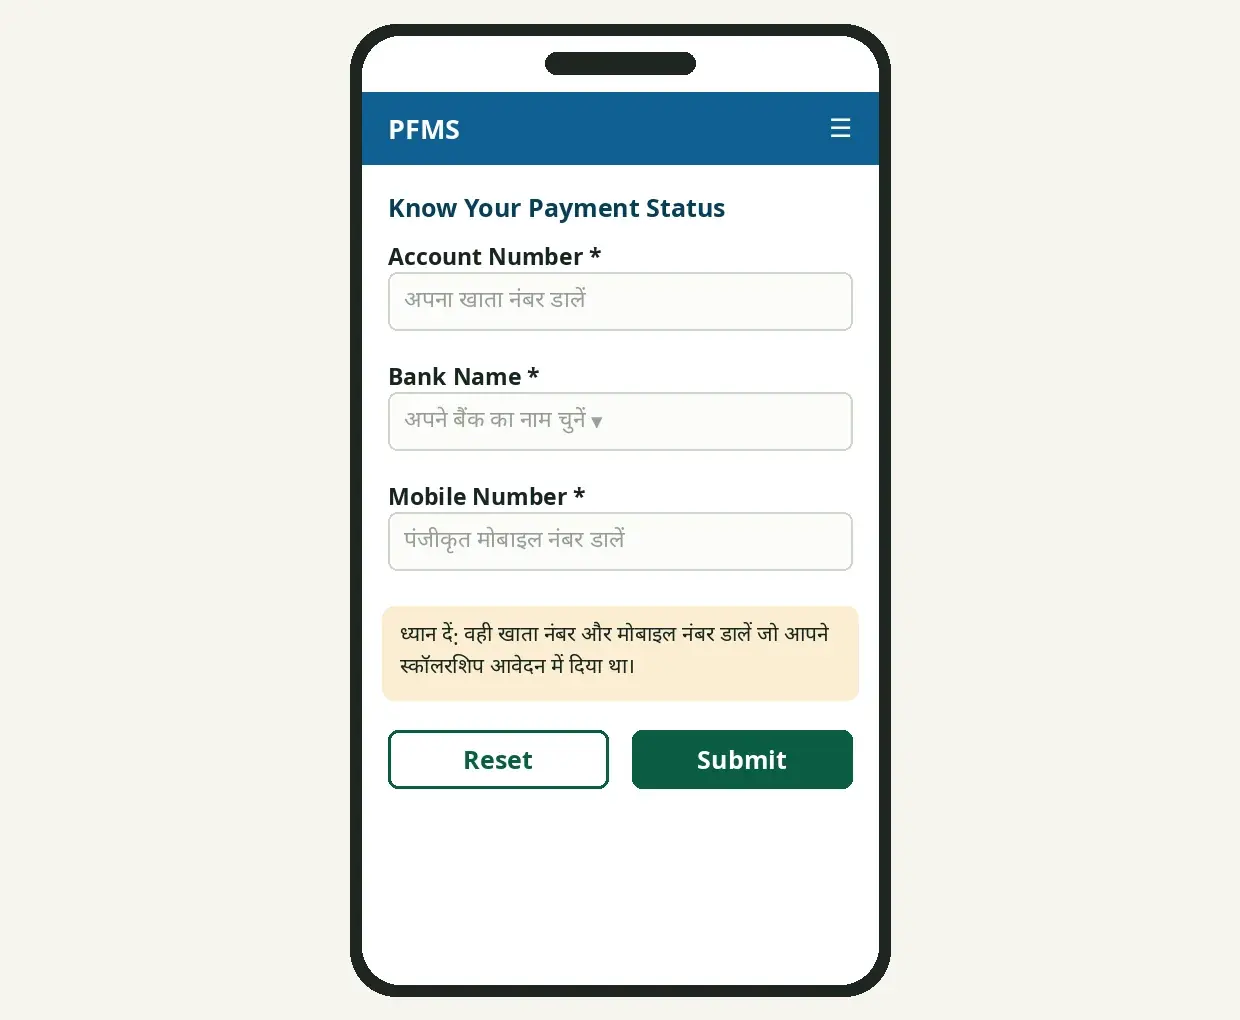 PFMS ☰
Know Your Payment Status
Account Number *
अपना खाता नंबर डालें
Bank Name *
अपने बैंक का नाम चुनें ▼
Mobile Number *
पंजीकृत मोबाइल नंबर डालें
ध्यान दें: वही खाता नंबर और मोबाइल नंबर डालें जो आपने
स्कॉलरशिप आवेदन में दिया था।
Reset Submit